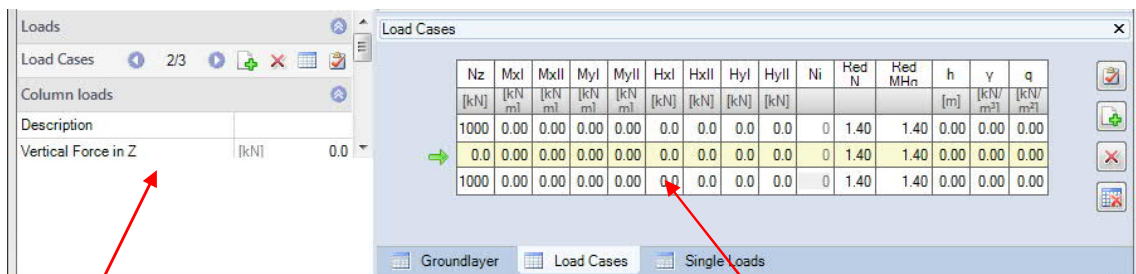 Loads
Load Cases 2/3
Column loads
Description
Vertical Force in Z [kN] 0.0
Load Cases
Nz MxI MxII MyI MyII HxI HxII HyI HyII Ni Red N Red MHq h γ q
[kN] [kN m] [kN m] [kN m] [kN m] [kN] [kN] [kN] [kN] [m] [kN/m³] [kN/m²]
1000 0.00 0.00 0.00 0.00 0.0 0.0 0.0 0.0 0 1.40 1.40 0.00 0.00 0.00
0.0 0.00 0.00 0.00 0.00 0.0 0.0 0.0 0.0 0 1.40 1.40 0.00 0.00 0.00
1000 0.00 0.00 0.00 0.00 0.0 0.0 0.0 0.0 0 1.40 1.40 0.00 0.00 0.00
Groundlayer Load Cases Single Loads